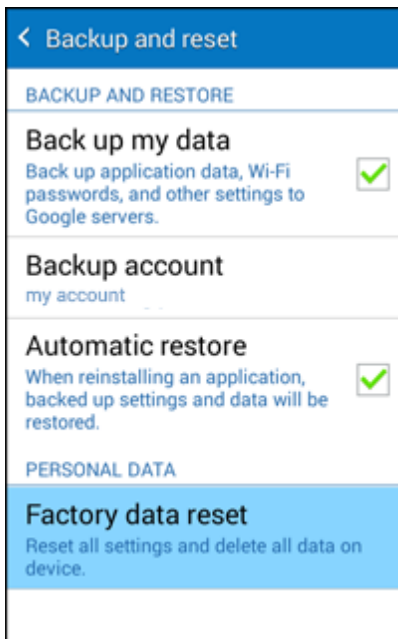 Backup and reset
BACKUP AND RESTORE
Back up my data
Back up application data, Wi-Fi
passwords, and other settings to
Google servers.
Backup account
my account
Automatic restore
When reinstalling an application,
backed up settings and data will be
restored.
PERSONAL DATA
Factory data reset
Reset all settings and delete all data on
device.